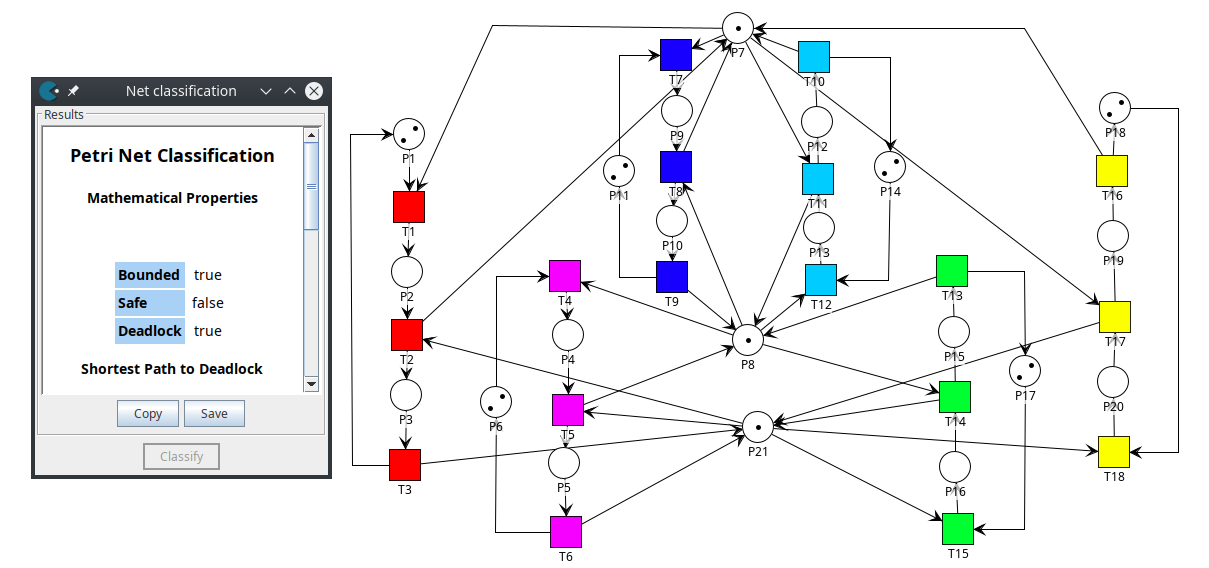 Net classification
Results
Petri Net Classification
Mathematical Properties
Bounded true
Safe false
Deadlock true
Shortest Path to Deadlock
Copy Save
Classify
P7
T7
T10
P18
P9
P12
P1
T8
P11
T11
P14
T16
T1
P10
P13
P19
P2
T4
T9
T12
T13
T17
T2
P4
P8
P15
P17
P20
P3
P6
T5
T14
P21
T3
P5
P16
T18
T6
T15